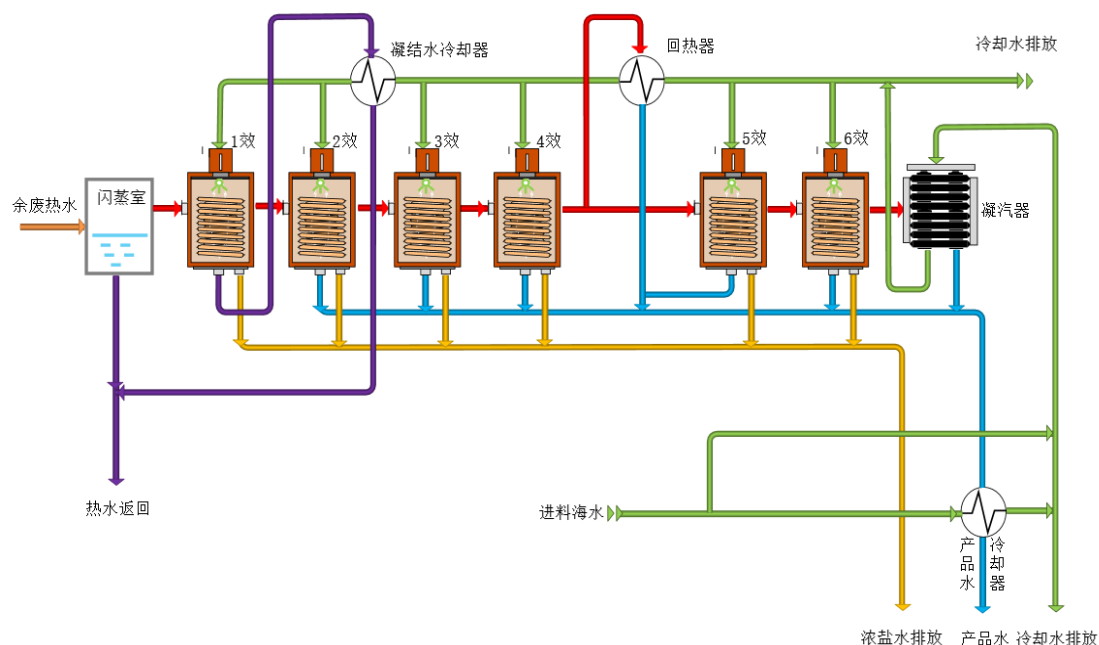 凝结水冷却器
回热器
冷却水排放
1效
2效
3效
4效
5效
6效
余废热水
闪蒸室
凝汽器
热水返回
进料海水
产品水
冷却器
浓盐水排放
产品水
冷却水排放